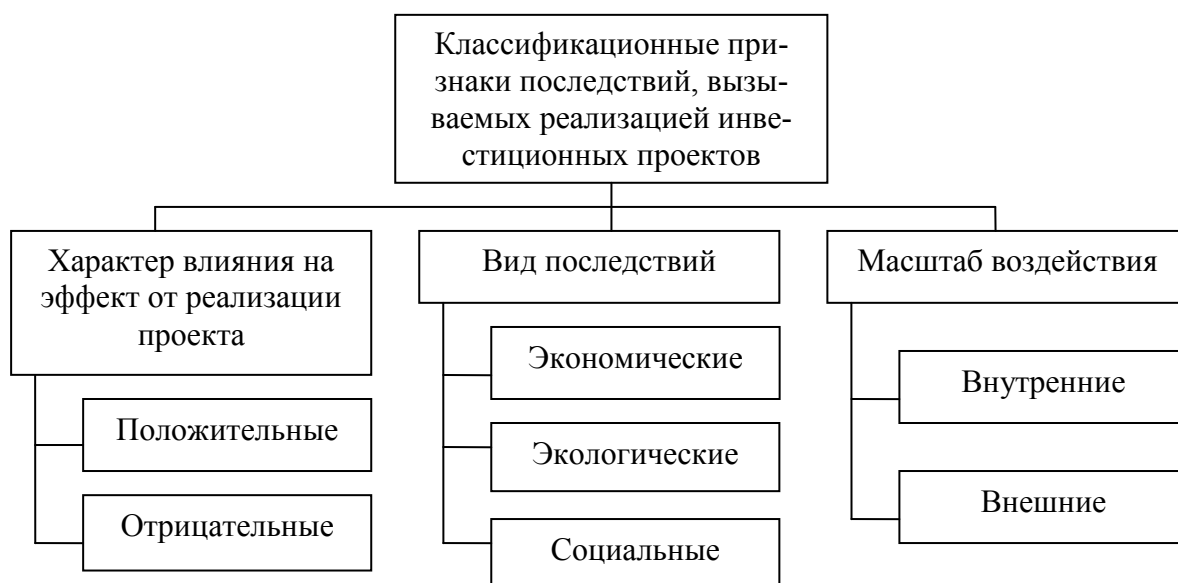 Классификационные при-
знаки последствий, вызы-
ваемых реализацией инве-
стиционных проектов
Характер влияния на
эффект от реализации
проекта
Положительные
Отрицательные
Вид последствий
Экономические
Экологические
Социальные
Масштаб воздействия
Внутренние
Внешние